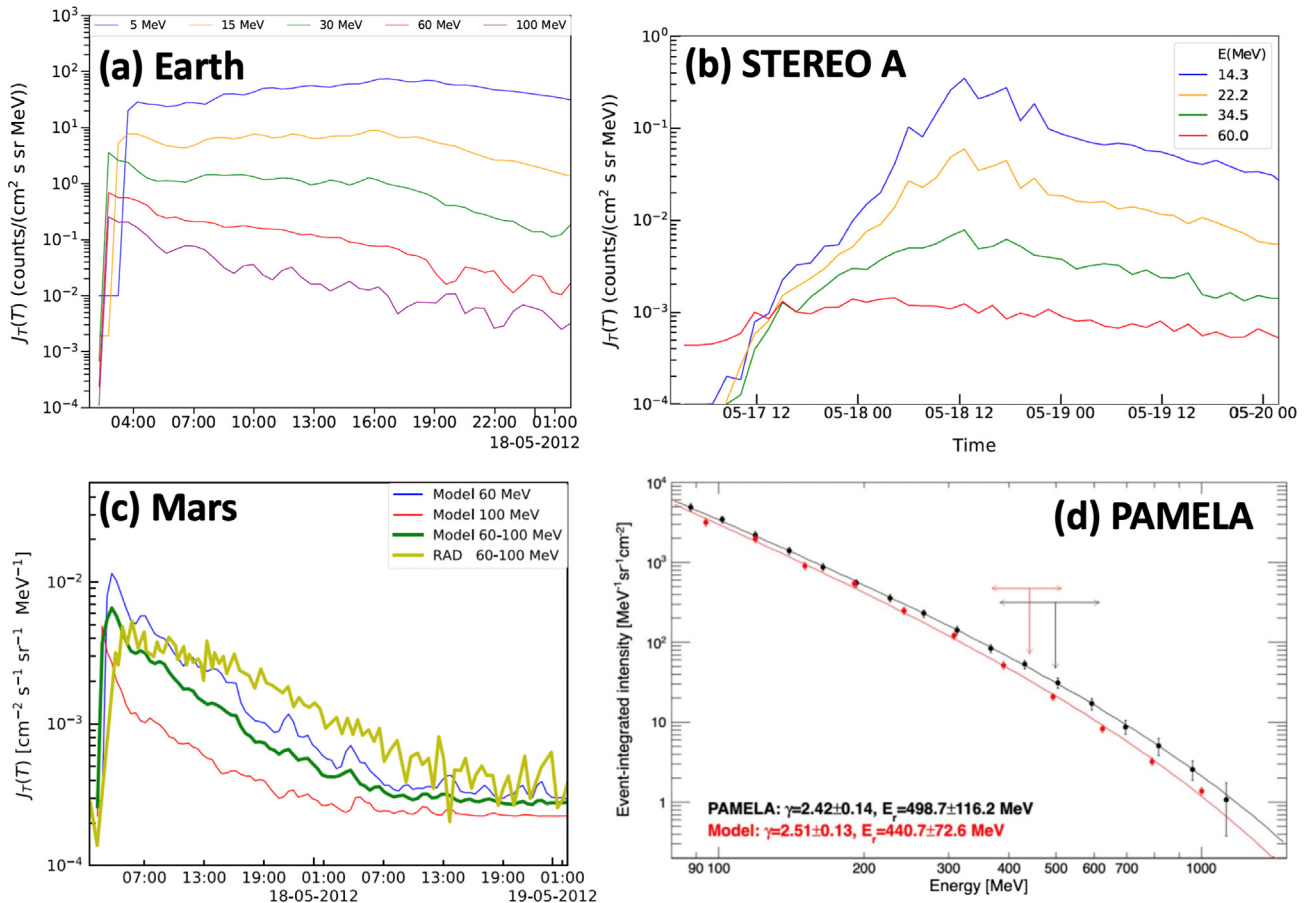 (a) Earth
5 MeV 15 MeV 30 MeV 60 MeV 100 MeV
J_T(T) (counts/(cm² s sr MeV))
10³
10²
10¹
10⁰
10⁻¹
10⁻²
10⁻³
10⁻⁴
04:00 07:00 10:00 13:00 16:00 19:00 22:00 01:00
18-05-2012
(b) STEREO A
E(MeV)
14.3
22.2
34.5
60.0
J_T(T) (counts/(cm² s sr MeV))
10⁰
10⁻¹
10⁻²
10⁻³
10⁻⁴
05-17 12 05-18 00 05-18 12 05-19 00 05-19 12 05-20 00
Time
(c) Mars
Model 60 MeV
Model 100 MeV
Model 60-100 MeV
RAD 60-100 MeV
J_T(T) [cm⁻² s⁻¹ sr⁻¹ MeV⁻¹]
10⁻²
10⁻³
10⁻⁴
07:00 13:00 19:00 01:00 07:00 13:00 19:00 01:00
18-05-2012 19-05-2012
(d) PAMELA
Event-integrated intensity [MeV⁻¹sr⁻¹cm⁻²]
10⁴
10³
10²
10
1
PAMELA: γ=2.42±0.14, E_r=498.7±116.2 MeV
Model: γ=2.51±0.13, E_r=440.7±72.6 MeV
90 100 200 300 400 500 600 700 1000
Energy [MeV]